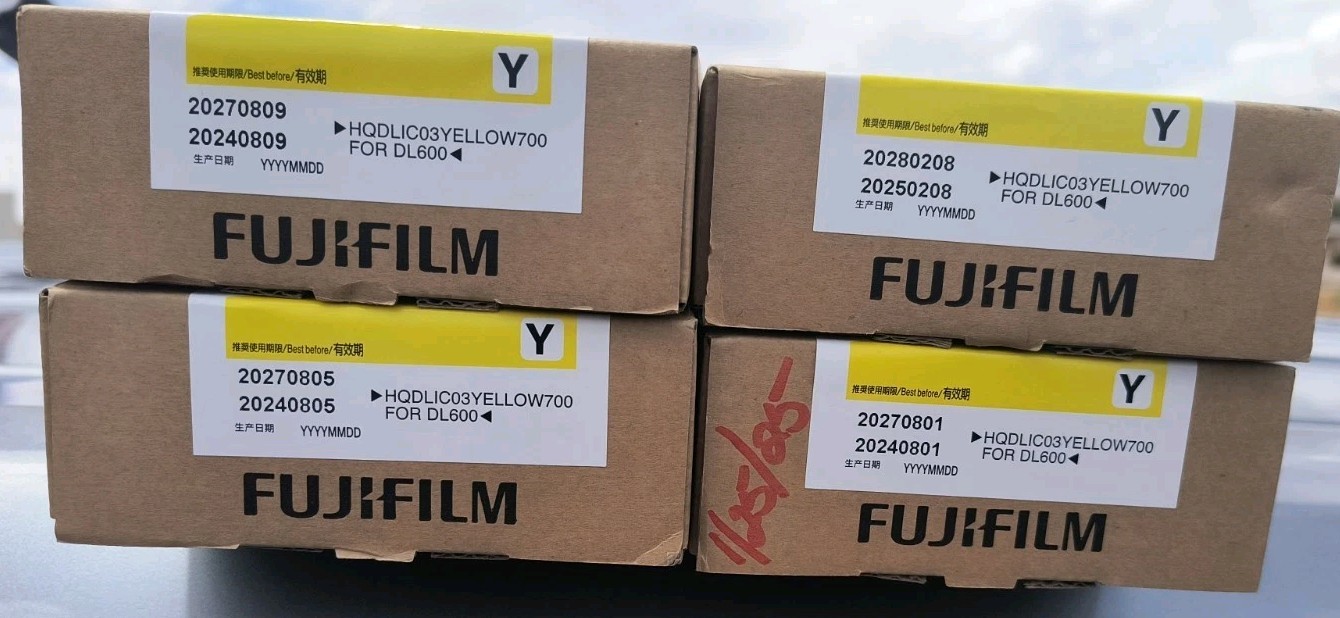 Y
推奨使用期限/Best before/有效期
20270809
20240809
生产日期 YYYYMMDD
▶HQDLIC03YELLOW700
FOR DL600◀
FUJIFILM
Y
推奨使用期限/Best before/有效期
20280208
20250208
生产日期 YYYYMMDD
▶HQDLIC03YELLOW700
FOR DL600◀
FUJIFILM
Y
推奨使用期限/Best before/有效期
20270805
20240805
生产日期 YYYYMMDD
▶HQDLIC03YELLOW700
FOR DL600◀
FUJIFILM
Y
推奨使用期限/Best before/有效期
20270801
20240801
生产日期 YYYYMMDD
▶HQDLIC03YELLOW700
FOR DL600◀
FUJIFILM